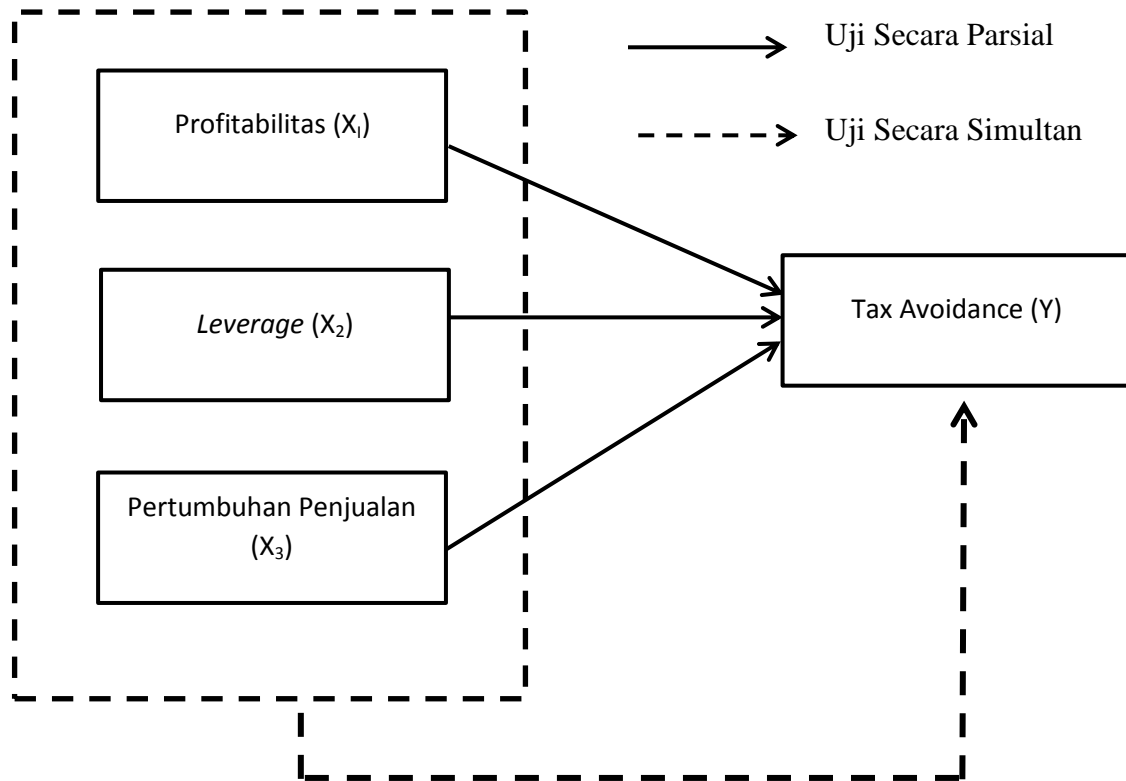 Uji Secara Parsial
Uji Secara Simultan
Profitabilitas (X₁)
Leverage (X₂)
Pertumbuhan Penjualan
(X₃)
Tax Avoidance (Y)